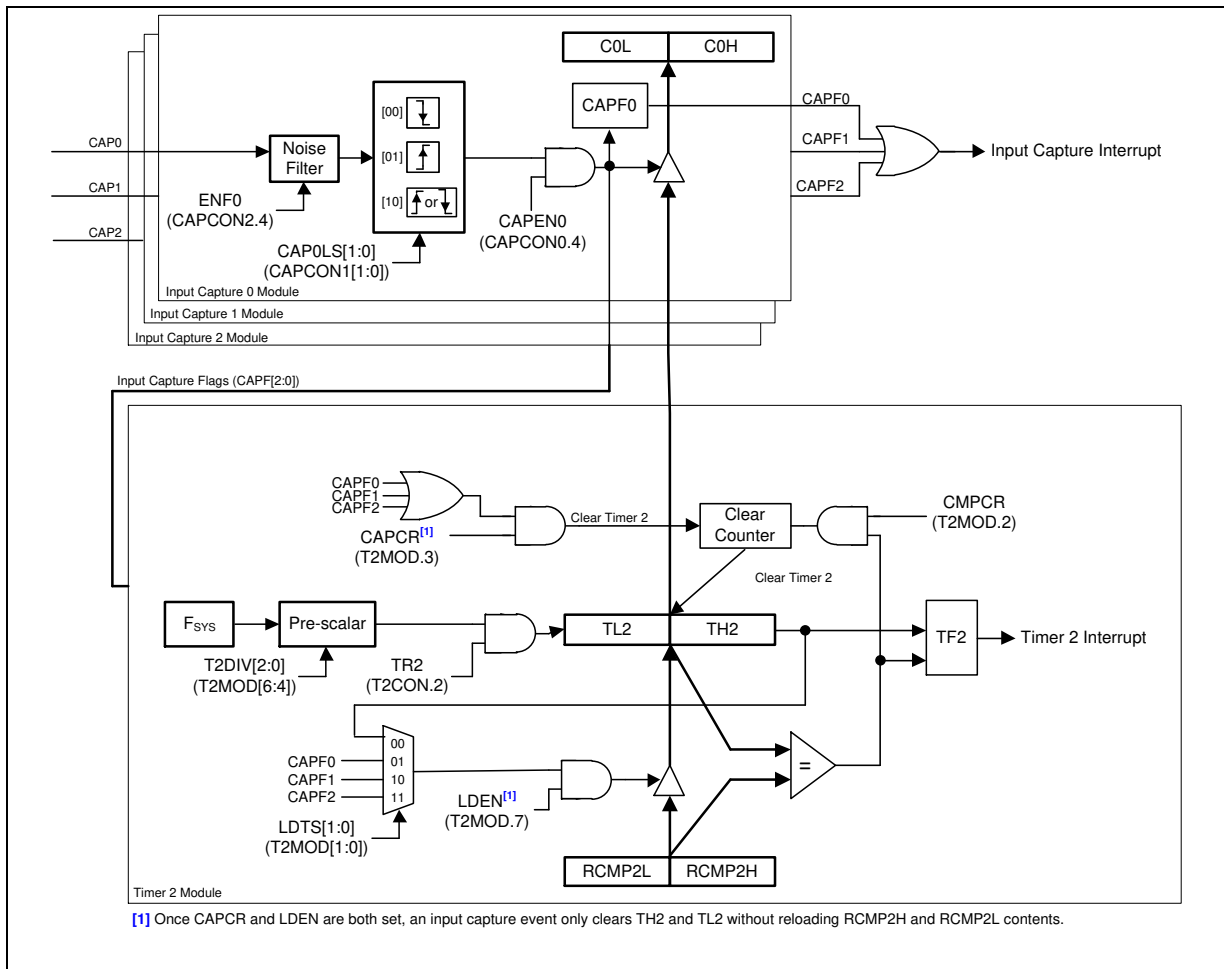 C0L C0H
CAPF0
CAPF0
[00]
CAP0
Noise
Filter
[01]
CAPF1
Input Capture Interrupt
CAP1
ENF0
(CAPCON2.4)
[10] or
CAPEN0
(CAPCON0.4)
CAPF2
CAP2
CAP0LS[1:0]
(CAPCON1[1:0])
Input Capture 0 Module
Input Capture 1 Module
Input Capture 2 Module
Input Capture Flags (CAPF[2:0])
CAPF0
CAPF1
CAPF2
CAPCR[1]
(T2MOD.3)
Clear Timer 2
Clear
Counter
CMPCR
(T2MOD.2)
Clear Timer 2
FSYS
Pre-scalar
TL2 TH2
TF2
Timer 2 Interrupt
T2DIV[2:0]
(T2MOD[6:4])
TR2
(T2CON.2)
00
CAPF0 01
CAPF1 10
CAPF2 11
=
LDTS[1:0]
(T2MOD[1:0])
LDEN[1]
(T2MOD.7)
RCMP2L RCMP2H
Timer 2 Module
[1] Once CAPCR and LDEN are both set, an input capture event only clears TH2 and TL2 without reloading RCMP2H and RCMP2L contents.